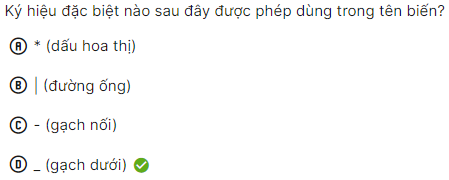 Ký hiệu đặc biệt nào sau đây được phép dùng trong tên biến?
A * (dấu hoa thị)
B | (đường ống)
C - (gạch nối)
D _ (gạch dưới)